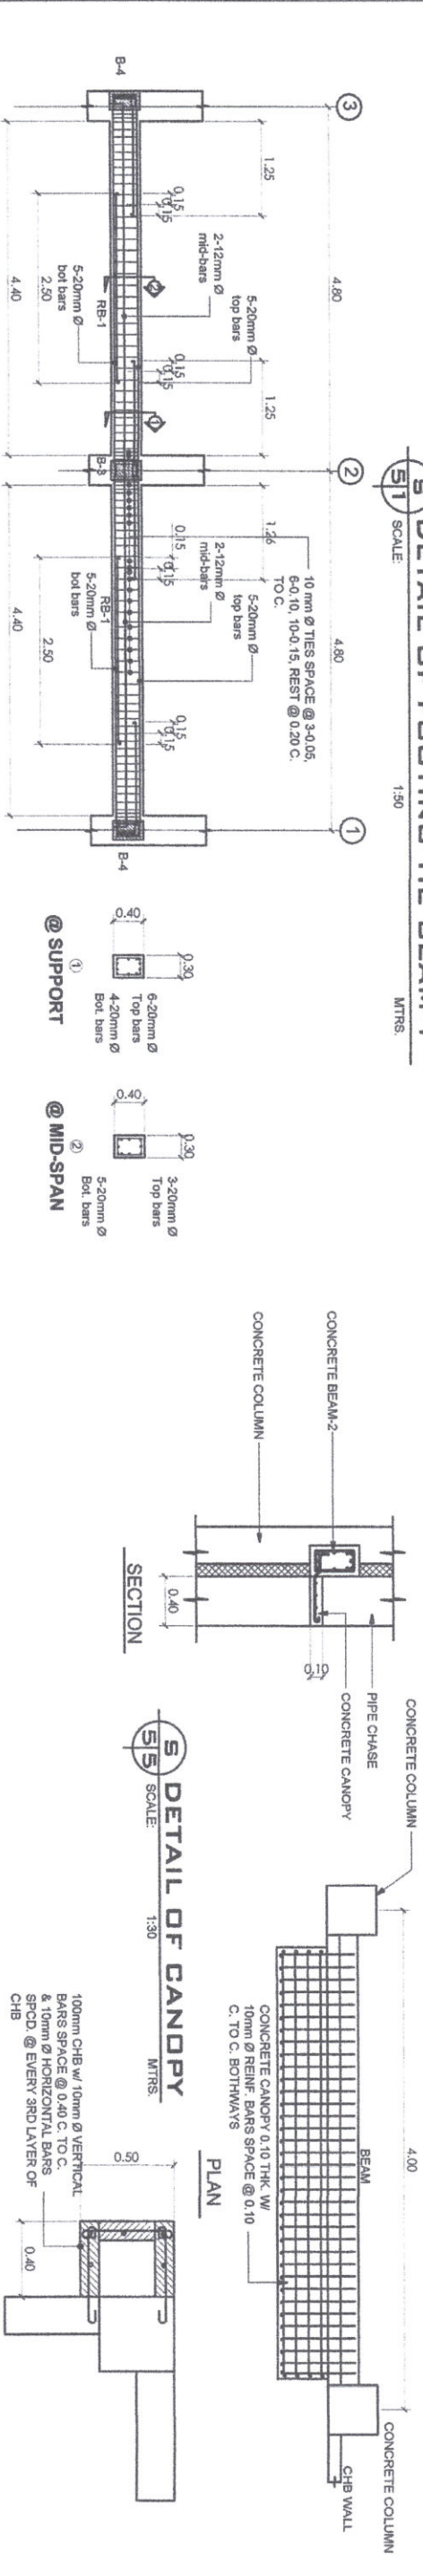 S
51
DETAIL OF FOOTING TIE BEAM-1
SCALE:
1:50
MTRS.
3
2
1
4.80
4.80
1.25
1.25
1.26
0.15
0.15
0.15
0.15
0.15
0.15
0.15
0.15
10 mm Ø TIES SPACE @ 3-0.05,
6-0.10, 10-0.15, REST @ 0.20 C.
TO C.
5-20mm Ø
top bars
2-12mm Ø
mid-bars
5-20mm Ø
top bars
2-12mm Ø
mid-bars
2
1
B-4
B-3
B-4
RB-1
RB-1
5-20mm Ø
bot bars
5-20mm Ø
bot bars
2.50
2.50
4.40
4.40
0.30
0.40
6-20mm Ø
Top bars
4-20mm Ø
Bot. bars
1
@ SUPPORT
0.30
0.40
3-20mm Ø
Top bars
5-20mm Ø
Bot. bars
2
@ MID-SPAN
CONCRETE BEAM-2
CONCRETE COLUMN
PIPE CHASE
CONCRETE CANOPY
0.10
0.40
SECTION
CONCRETE COLUMN
4.00
CONCRETE COLUMN
BEAM
CHB WALL
CONCRETE CANOPY 0.10 THK. W/
10mm Ø REINF. BARS SPACE @ 0.10
C. TO C. BOTHWAYS
PLAN
S
55
DETAIL OF CANOPY
SCALE:
1:30
MTRS.
100mm CHB w/ 10mm Ø VERTICAL
BARS SPACE @ 0.40 C. TO C.
& 10mm Ø HORIZONTAL BARS
SPCD. @ EVERY 3RD LAYER OF
CHB
0.50
0.40